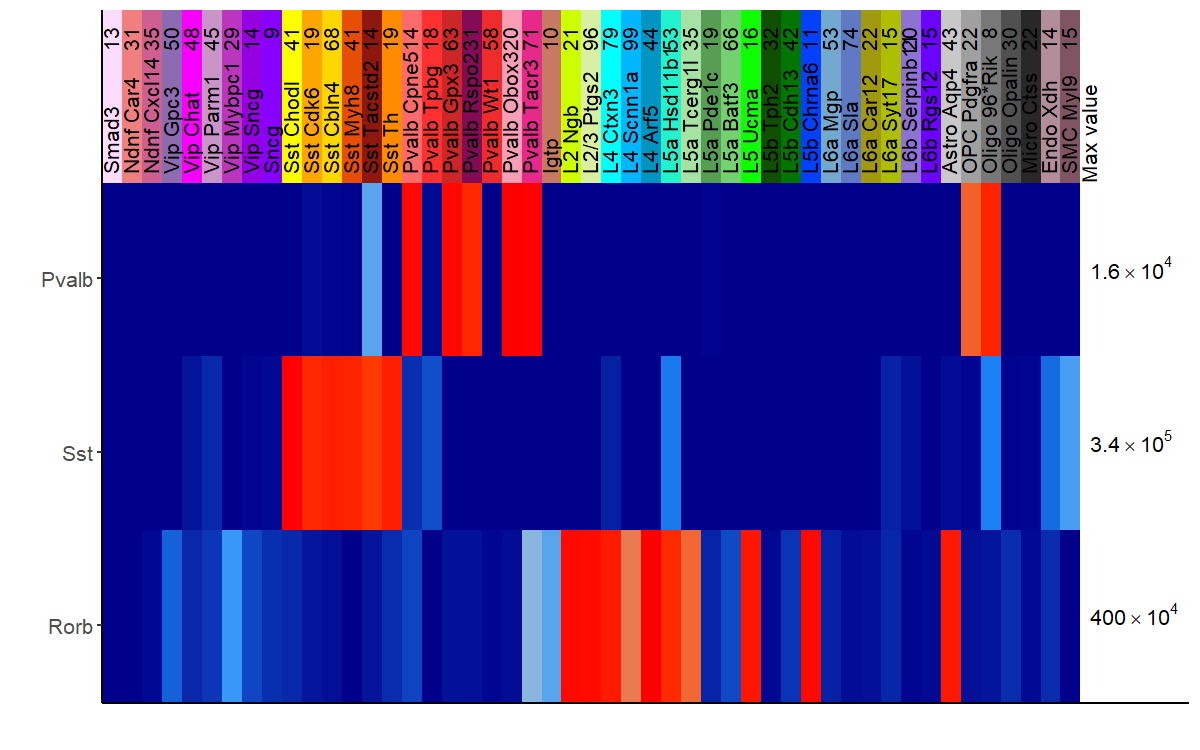 Smad3 13
Ndnf Car4 31
Ndnf Cxcl14 35
Vip Gpc3 50
Vip Chat 48
Vip Parm1 45
Vip Mybpc1 29
Vip Sncg 14
Sncg 9
Sst Chodl 41
Sst Cdk6 19
Sst Cbln4 68
Sst Myh8 41
Sst Tacstd2 4
Sst Th 19
Pvalb Cpne5 14
Pvalb Tpbg 18
Pvalb Gpx3 63
Pvalb Rspo2 31
Pvalb Wt1 58
Pvalb Obox3 20
Pvalb Tacr3 71
Igtp 10
L2 Ngb 21
L2/3 Ptgs2 96
L4 Ctxn3 79
L4 Scnn1a 99
L4 Arf5 44
L5a Hsd11b1 53
L5a Tcerg1l 35
L5a Pde1c 19
L5a Batf3 66
L5 Ucma 16
L5b Tph2 32
L5b Cdh13 42
L5b Chrna6 11
L6a Mgp 53
L6a Sla 74
L6a Car12 22
L6a Syt17 15
L6b Serpinb11 20
L6b Rgs12 15
Astro Aqp4 43
OPC Pdgfra 22
Oligo 96*Rik 8
Oligo Opalin 30
Micro Ctss 22
Endo Xdh 14
SMC Myl9 15
Max value
Pvalb 1.6 × 10⁴
Sst 3.4 × 10⁵
Rorb 400 × 10⁴